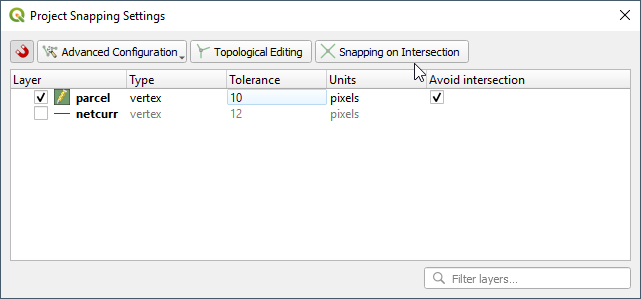 Project Snapping Settings
Advanced Configuration Topological Editing Snapping on Intersection
Layer Type Tolerance Units Avoid intersection
parcel vertex 10 pixels
netcurr vertex 12 pixels
Filter layers...